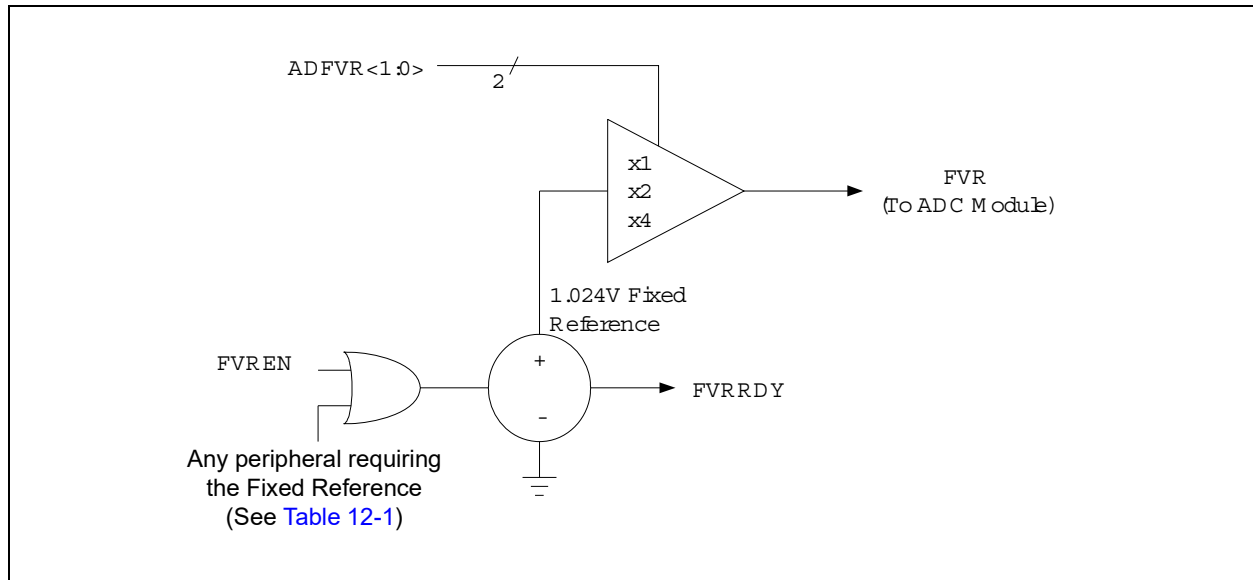 ADFVR<1:0>
2
x1
x2
x4
FVR
(To ADC Module)
1.024V Fixed
Reference
FVREN
+
-
FVRRDY
Any peripheral requiring
the Fixed Reference
(See Table 12-1)